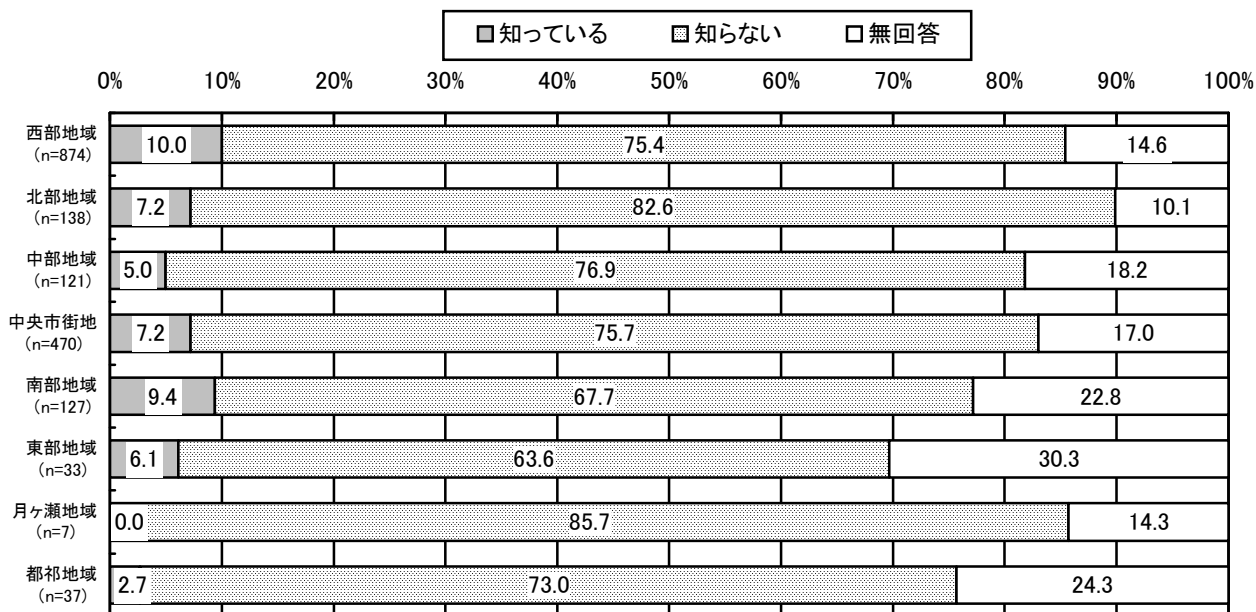 知っている 知らない 無回答
0% 10% 20% 30% 40% 50% 60% 70% 80% 90% 100%
西部地域
(n=874)
10.0 75.4 14.6
北部地域
(n=138)
7.2 82.6 10.1
中部地域
(n=121)
5.0 76.9 18.2
中央市街地
(n=470)
7.2 75.7 17.0
南部地域
(n=127)
9.4 67.7 22.8
東部地域
(n=33)
6.1 63.6 30.3
月ヶ瀬地域
(n=7)
0.0 85.7 14.3
都祁地域
(n=37)
2.7 73.0 24.3